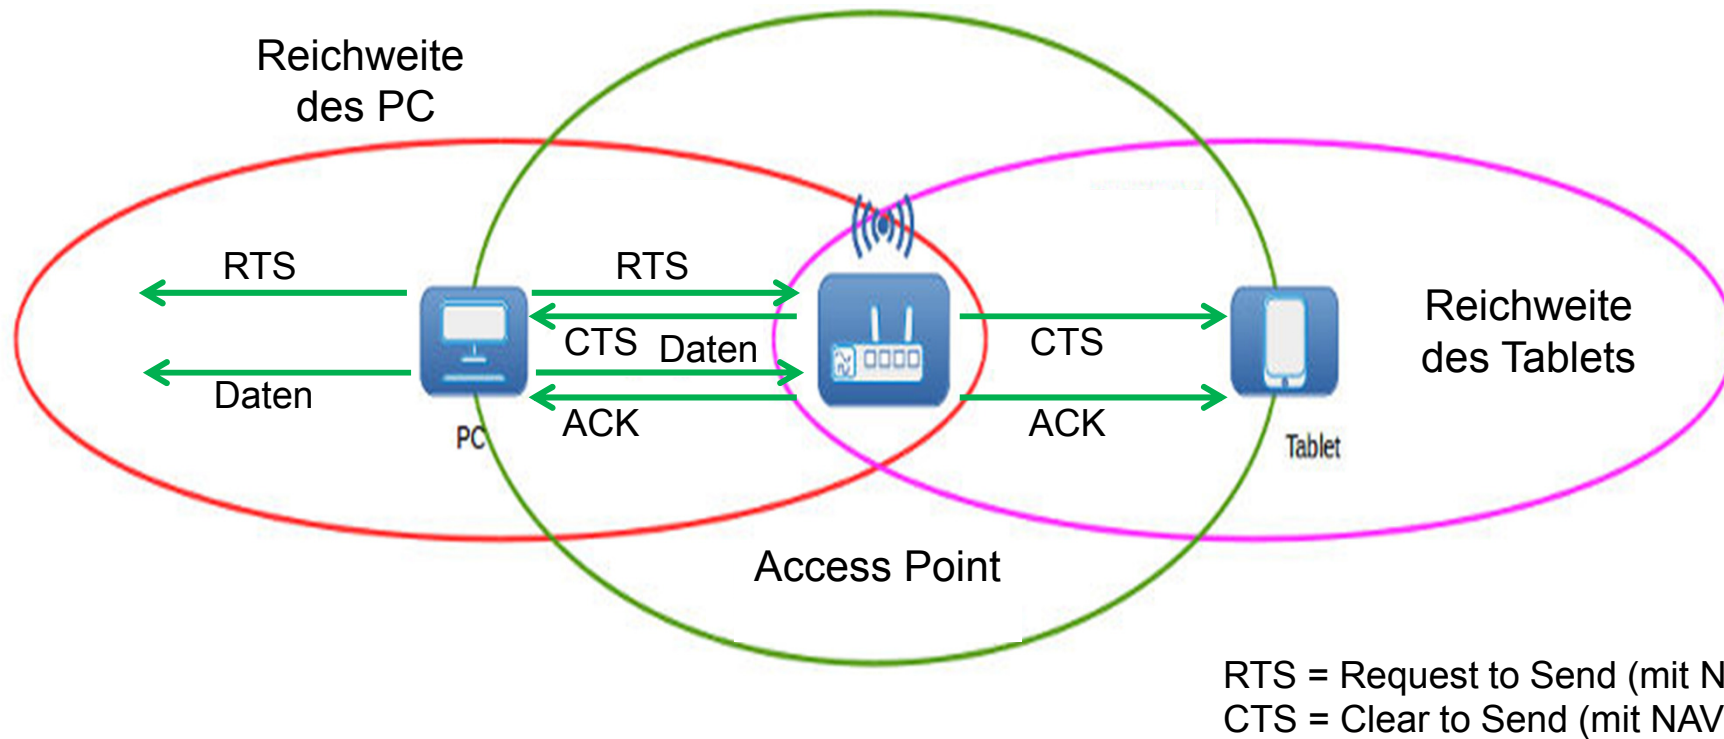 Reichweite
des PC
RTS
RTS
CTS
Daten
CTS
Daten
ACK
ACK
PC
Tablet
Reichweite
des Tablets
Access Point
RTS = Request to Send (mit N
CTS = Clear to Send (mit NAV